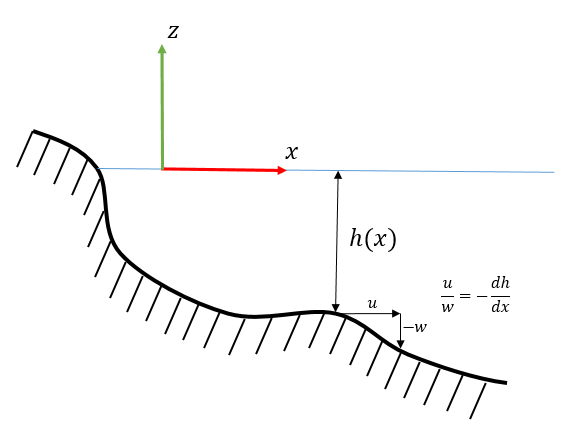 z
x
h(x)
u
u/w = -dh/dx
-w